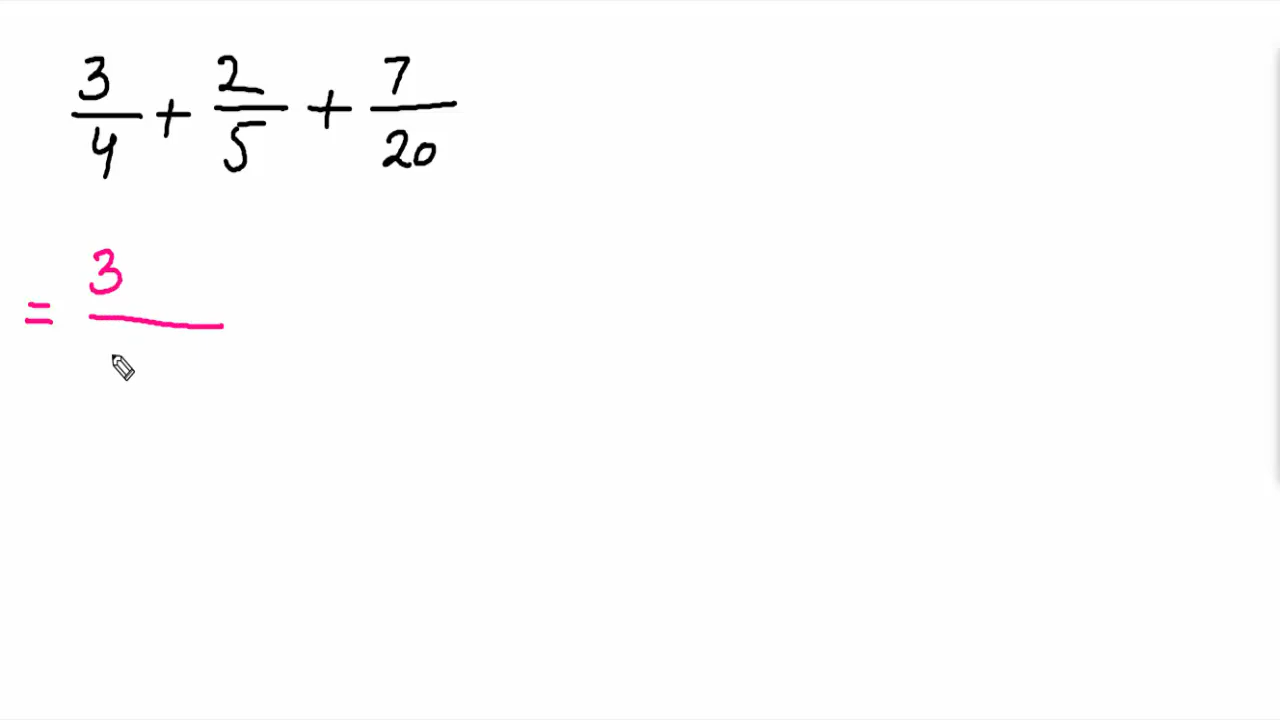 3/4 + 2/5 + 7/20
= 3/